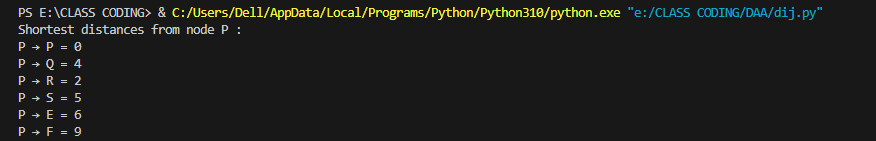 PS E:\CLASS CODING> & C:/Users/Dell/AppData/Local/Programs/Python/Python310/python.exe "e:/CLASS CODING/DAA/dij.py"
Shortest distances from node P :
P → P = 0
P → Q = 4
P → R = 2
P → S = 5
P → E = 6
P → F = 9